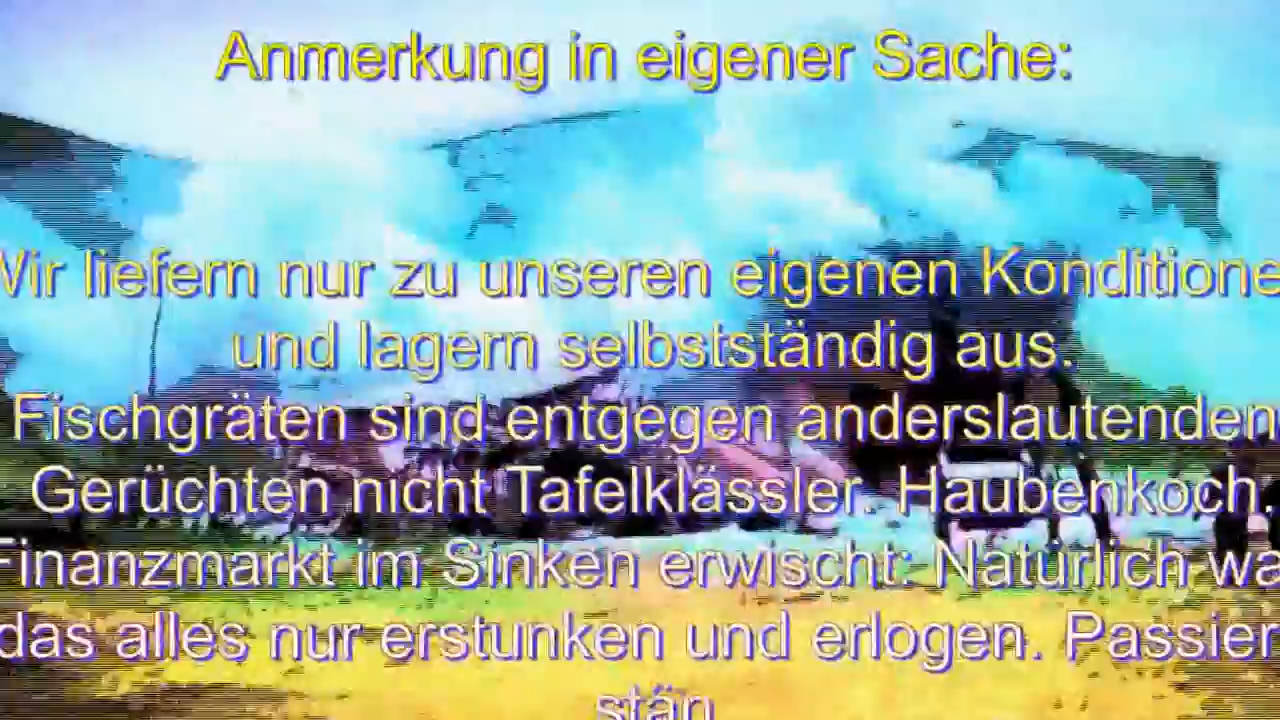 Anmerkung in eigener Sache:
Wir liefern nur zu unseren eigenen Konditione
und lagern selbstständig aus.
Fischgräten sind entgegen anderslautenden
Gerüchten nicht Tafelklässler. Haubenkoch.
Finanzmarkt im Sinken erwischt: Natürlich wa
das alles nur erstunken und erlogen. Passier
stän